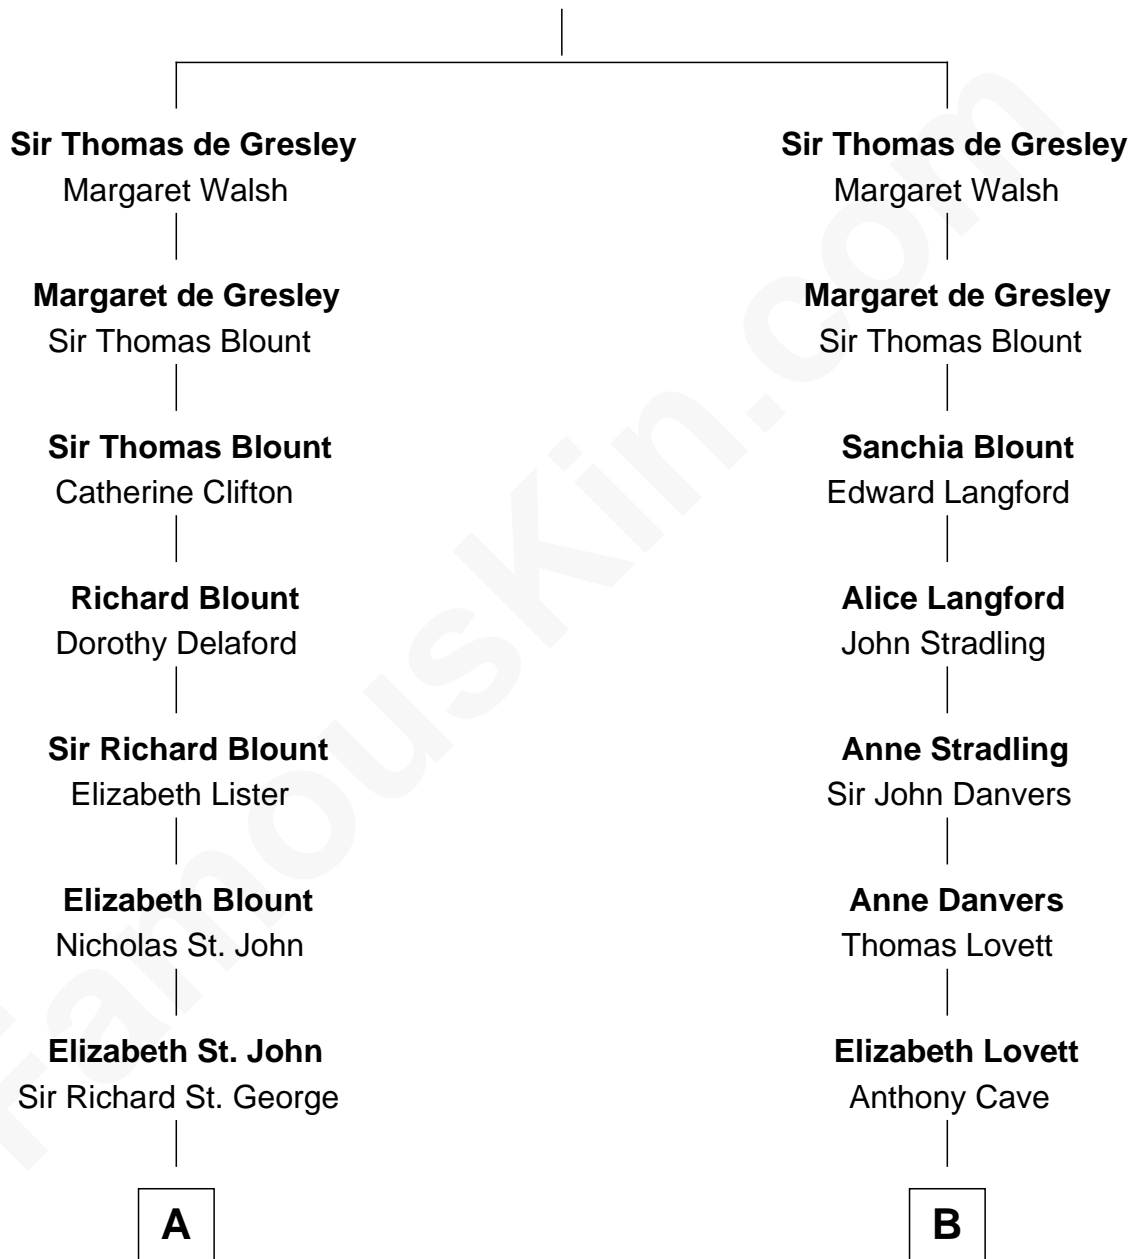 Sir Thomas de Gresley
Margaret Walsh
Margaret de Gresley
Sir Thomas Blount
Sir Thomas Blount
Catherine Clifton
Richard Blount
Dorothy Delaford
Sir Richard Blount
Elizabeth Lister
Elizabeth Blount
Nicholas St. John
Elizabeth St. John
Sir Richard St. George
A
Sir Thomas de Gresley
Margaret Walsh
Margaret de Gresley
Sir Thomas Blount
Sanchia Blount
Edward Langford
Alice Langford
John Stradling
Anne Stradling
Sir John Danvers
Anne Danvers
Thomas Lovett
Elizabeth Lovett
Anthony Cave
B
FamousKin.com